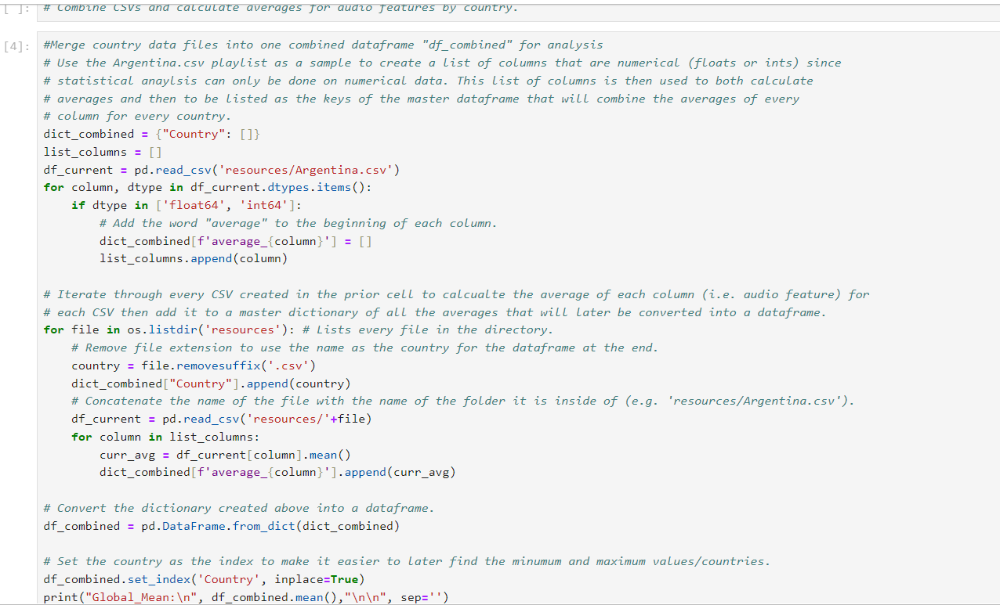 [ ]: # Combine CSVs and calculate averages for audio features by country.
[4]: #Merge country data files into one combined dataframe "df_combined" for analysis
# Use the Argentina.csv playlist as a sample to create a list of columns that are numerical (floats or ints) since
# statistical anaylsis can only be done on numerical data. This list of columns is then used to both calculate
# averages and then to be listed as the keys of the master dataframe that will combine the averages of every
# column for every country.
dict_combined = {"Country": []}
list_columns = []
df_current = pd.read_csv('resources/Argentina.csv')
for column, dtype in df_current.dtypes.items():
    if dtype in ['float64', 'int64']:
        # Add the word "average" to the beginning of each column.
        dict_combined[f'average_{column}'] = []
        list_columns.append(column)

# Iterate through every CSV created in the prior cell to calcualte the average of each column (i.e. audio feature) for
# each CSV then add it to a master dictionary of all the averages that will later be converted into a dataframe.
for file in os.listdir('resources'): # Lists every file in the directory.
    # Remove file extension to use the name as the country for the dataframe at the end.
    country = file.removesuffix('.csv')
    dict_combined["Country"].append(country)
    # Concatenate the name of the file with the name of the folder it is inside of (e.g. 'resources/Argentina.csv').
    df_current = pd.read_csv('resources/'+file)
    for column in list_columns:
        curr_avg = df_current[column].mean()
        dict_combined[f'average_{column}'].append(curr_avg)

# Convert the dictionary created above into a dataframe.
df_combined = pd.DataFrame.from_dict(dict_combined)

# Set the country as the index to make it easier to later find the minumum and maximum values/countries.
df_combined.set_index('Country', inplace=True)
print("Global_Mean:\n", df_combined.mean(),"\n\n", sep='')